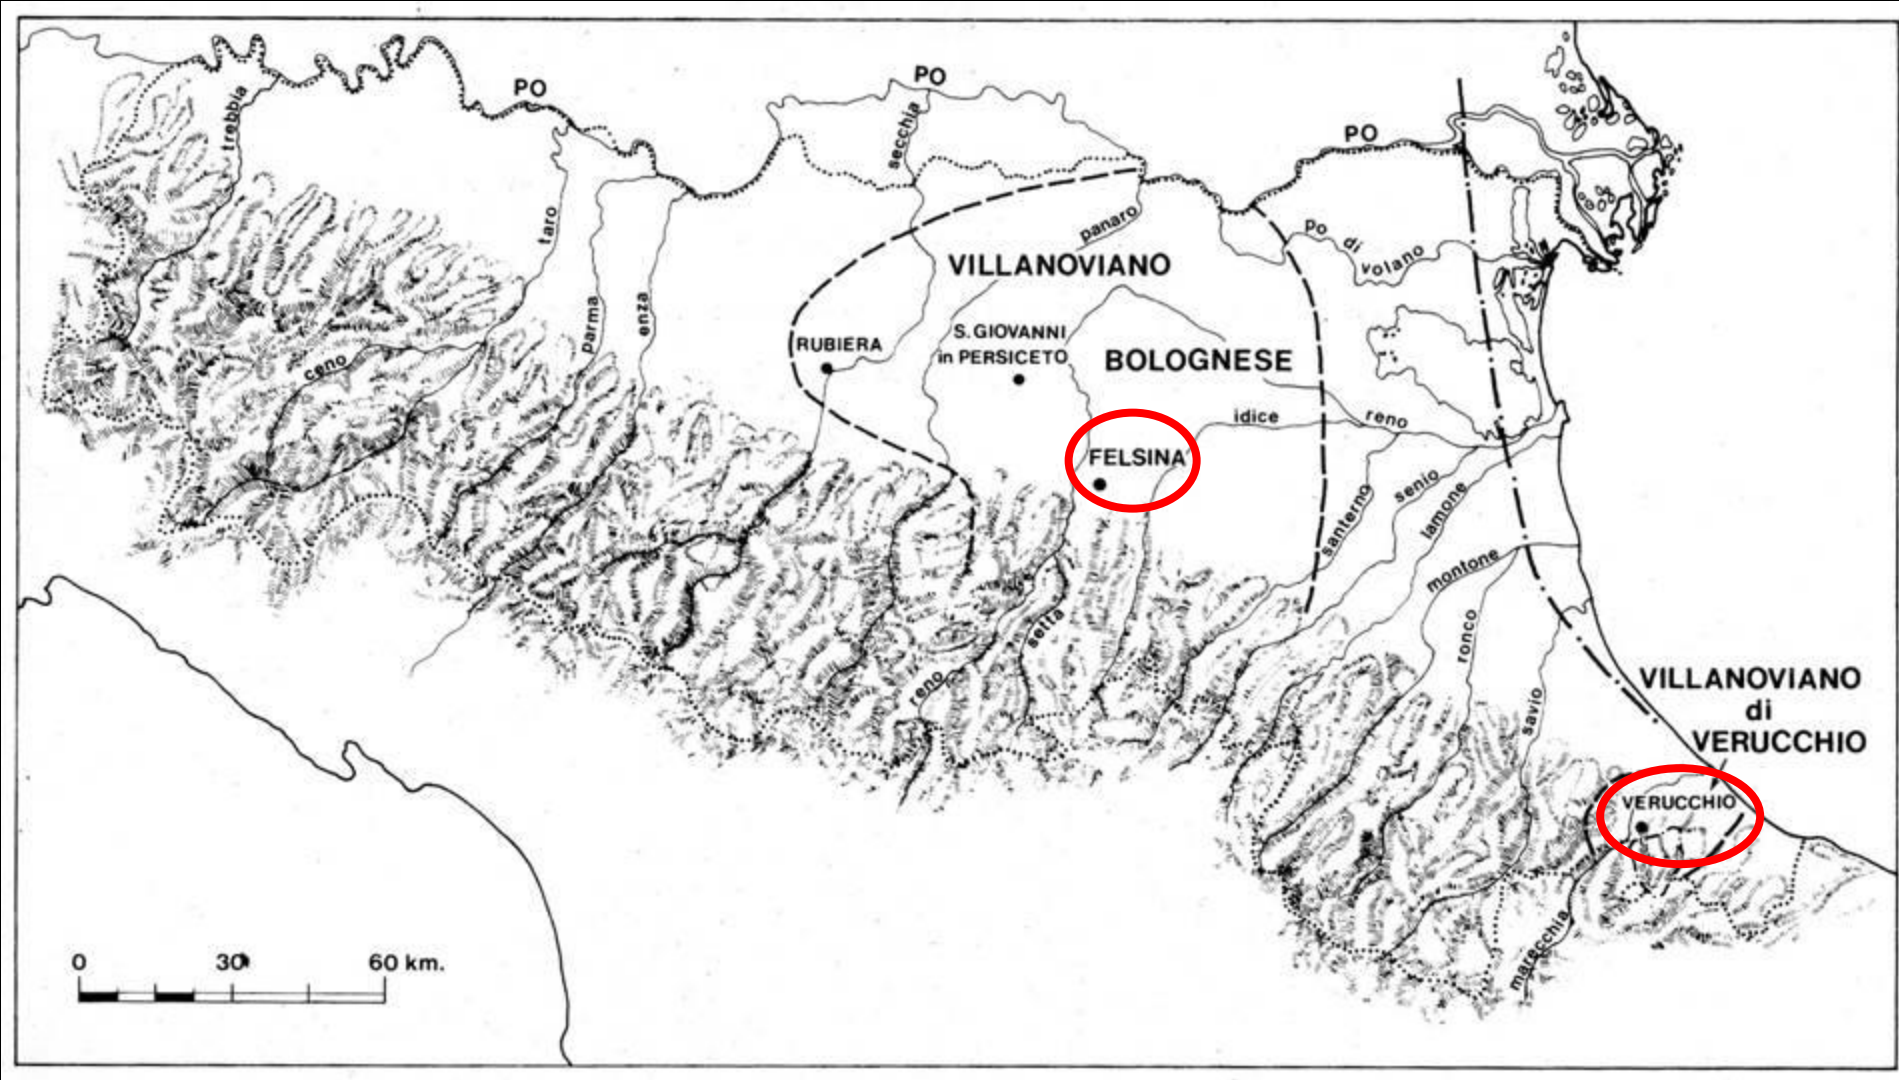 PO
PO
PO
trebbia
secchia
taro
panaro
po di volano
VILLANOVIANO
parma
enza
RUBIERA
S. GIOVANNI
in PERSICETO
BOLOGNESE
ceno
idice
reno
FELSINA
santerno
senio
lamone
montone
setta
ronco
reno
savio
VILLANOVIANO
di
VERUCCHIO
VERUCCHIO
marecchia
0 30 60 km.